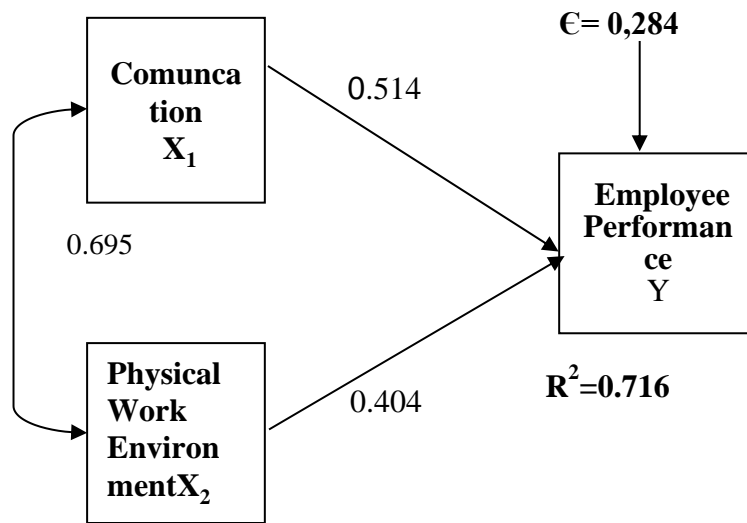 Є= 0,284
Comunca
tion
X₁
0.514
Employee
Performan
ce
Y
0.695
Physical
Work
Environ
mentX₂
0.404
R²=0.716